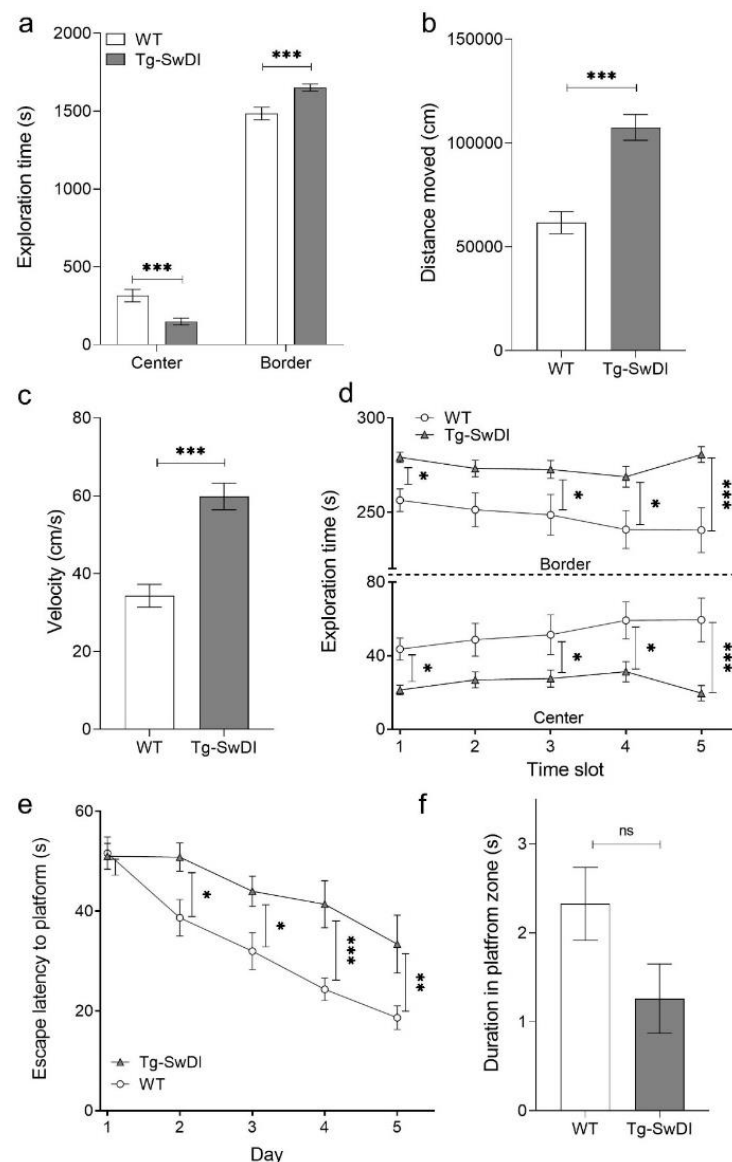 a
2000
1500
1000
500
0
Exploration time (s)
WT
Tg-SwDI
***
***
Center
Border
b
150000
100000
50000
0
Distance moved (cm)
***
WT
Tg-SwDI
c
80
60
40
20
0
Velocity (cm/s)
***
WT
Tg-SwDI
d
WT
Tg-SwDI
300
250
80
40
0
Exploration time (s)
*
*
*
***
Border
*
*
*
***
Center
1 2 3 4 5
Time slot
e
60
40
20
0
Escape latency to platform (s)
*
*
***
**
Tg-SwDI
WT
1 2 3 4 5
Day
f
3
2
1
0
Duration in platfrom zone (s)
ns
WT
Tg-SwDI